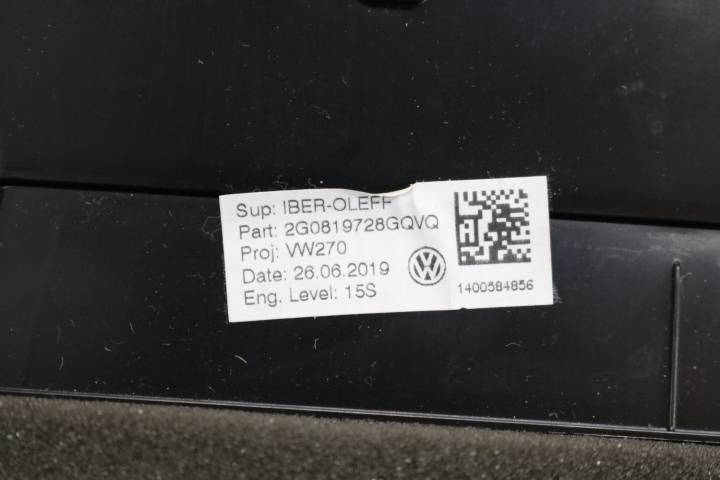 Sup: IBER-OLEFF
Part: 2G0819728GQVQ
Proj: VW270
Date: 26.06.2019
Eng. Level: 15S
1400584856